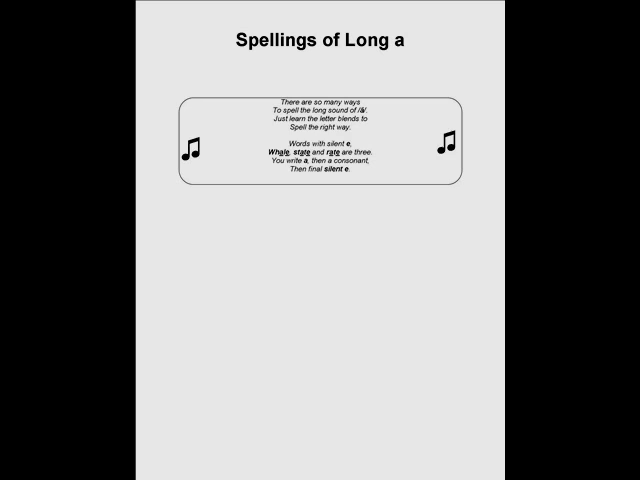 Spellings of Long a
There are so many ways
To spell the long sound of /ā/.
Just learn the letter blends to
Spell the right way.
Words with silent e,
Whale, state and rate are three.
You write a, then a consonant,
Then final silent e.